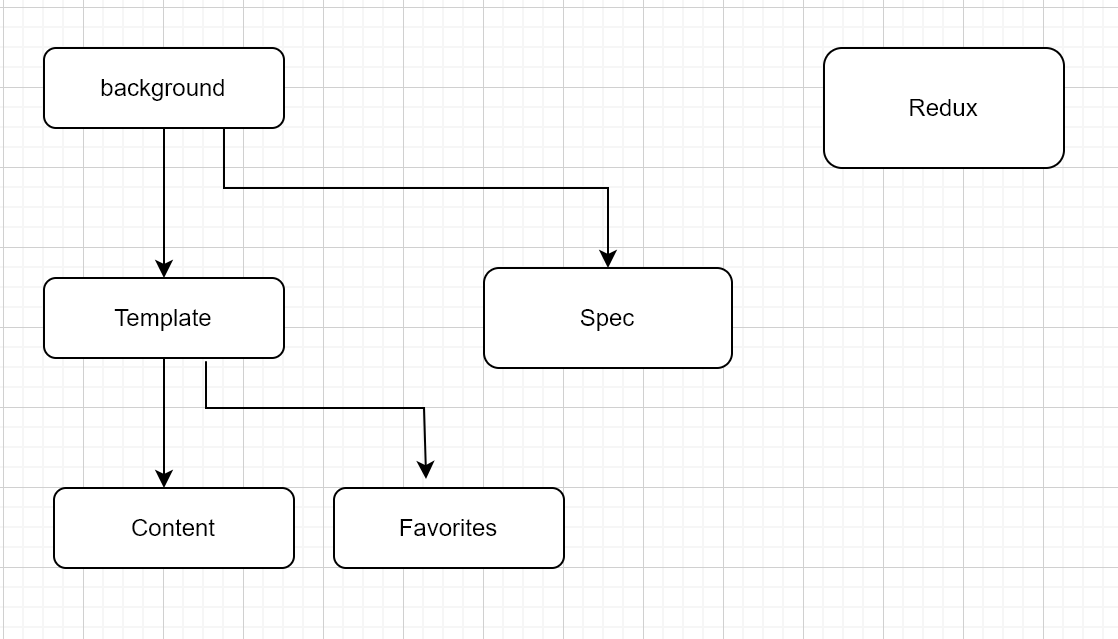 background
Redux
Template
Spec
Content
Favorites